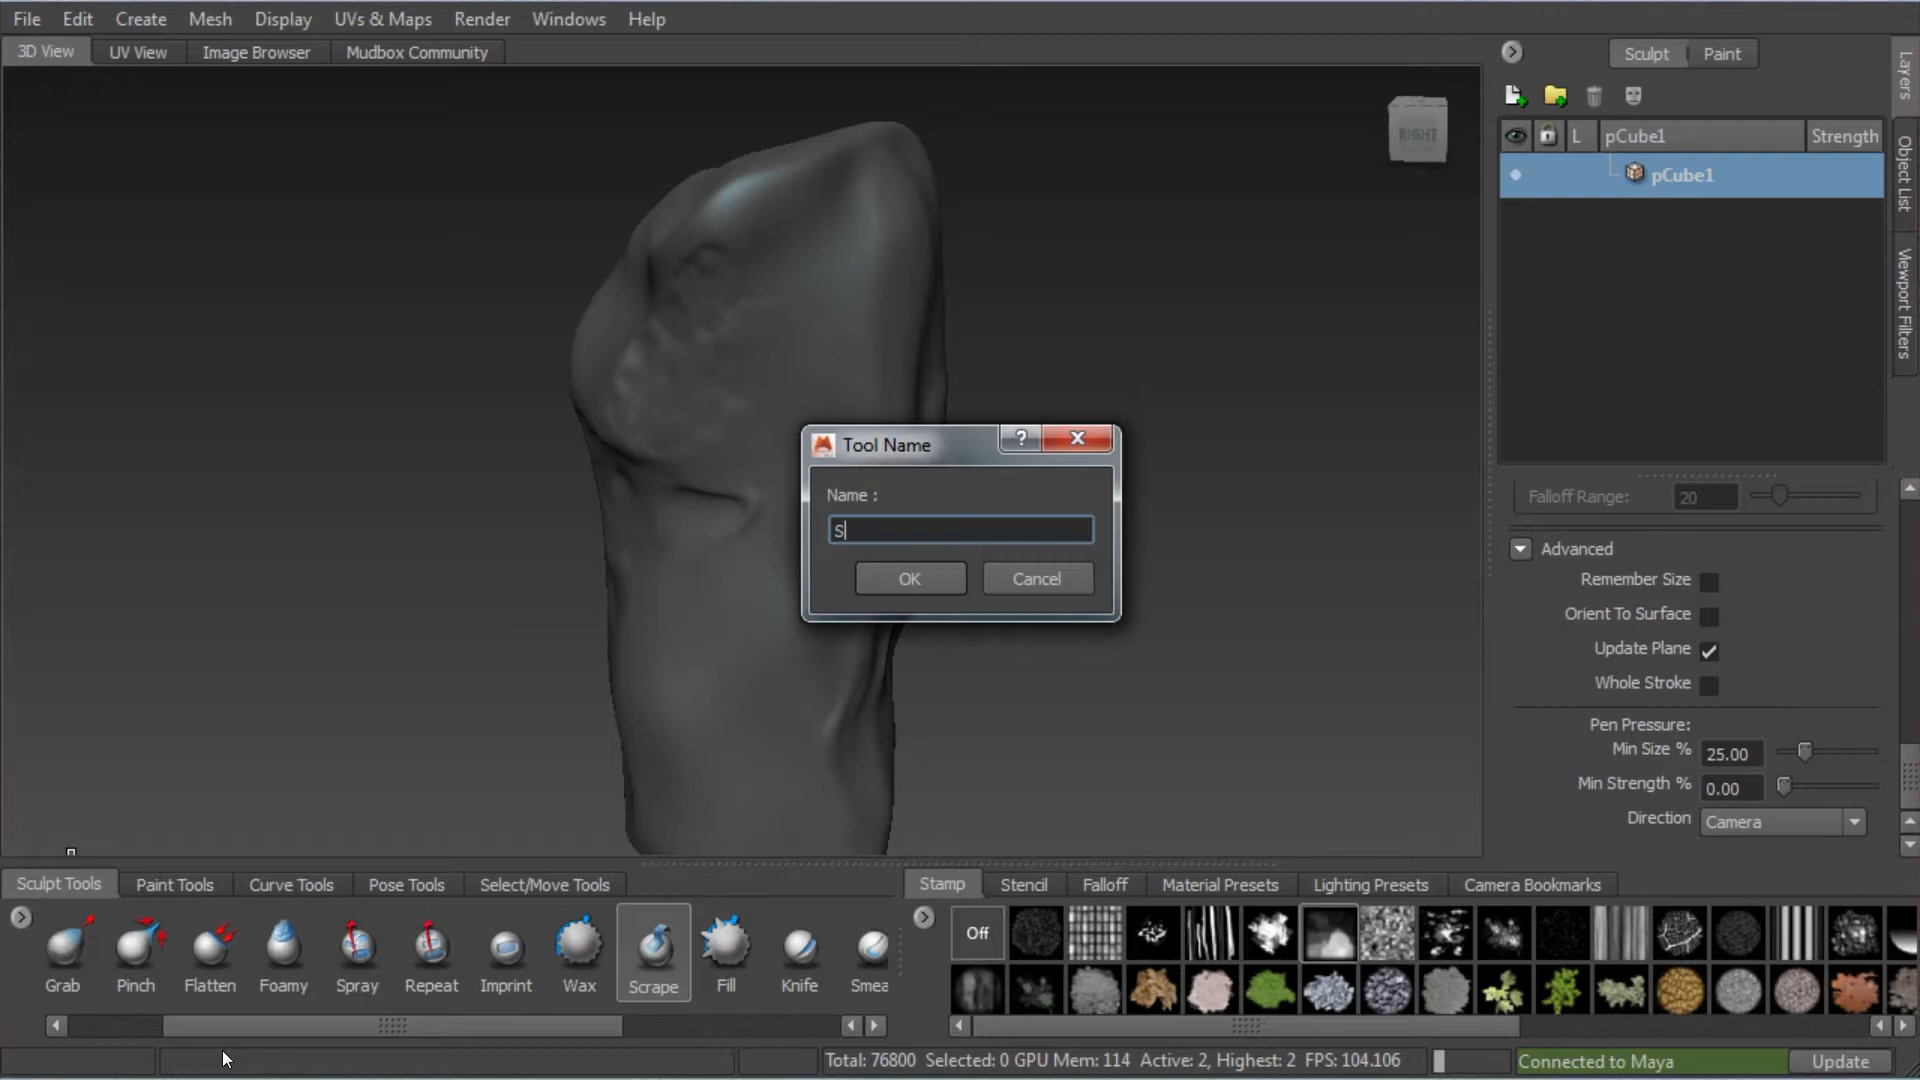 File Edit Create Mesh Display UVs & Maps Render Windows Help
3D View UV View Image Browser Mudbox Community
Sculpt Paint
RIGHT
L pCube1 Strength
pCube1
Layers
Object List
Viewport Filters
Tool Name ?
Name :
S
OK Cancel
Falloff Range: 20
Advanced
Remember Size
Orient To Surface
Update Plane
Whole Stroke
Pen Pressure:
Min Size % 25.00
Min Strength % 0.00
Direction Camera
Sculpt Tools Paint Tools Curve Tools Pose Tools Select/Move Tools
Grab Pinch Flatten Foamy Spray Repeat Imprint Wax Scrape Fill Knife Smea
Stamp Stencil Falloff Material Presets Lighting Presets Camera Bookmarks
Off
Total: 76800 Selected: 0 GPU Mem: 114 Active: 2, Highest: 2 FPS: 104.106
Connected to Maya Update